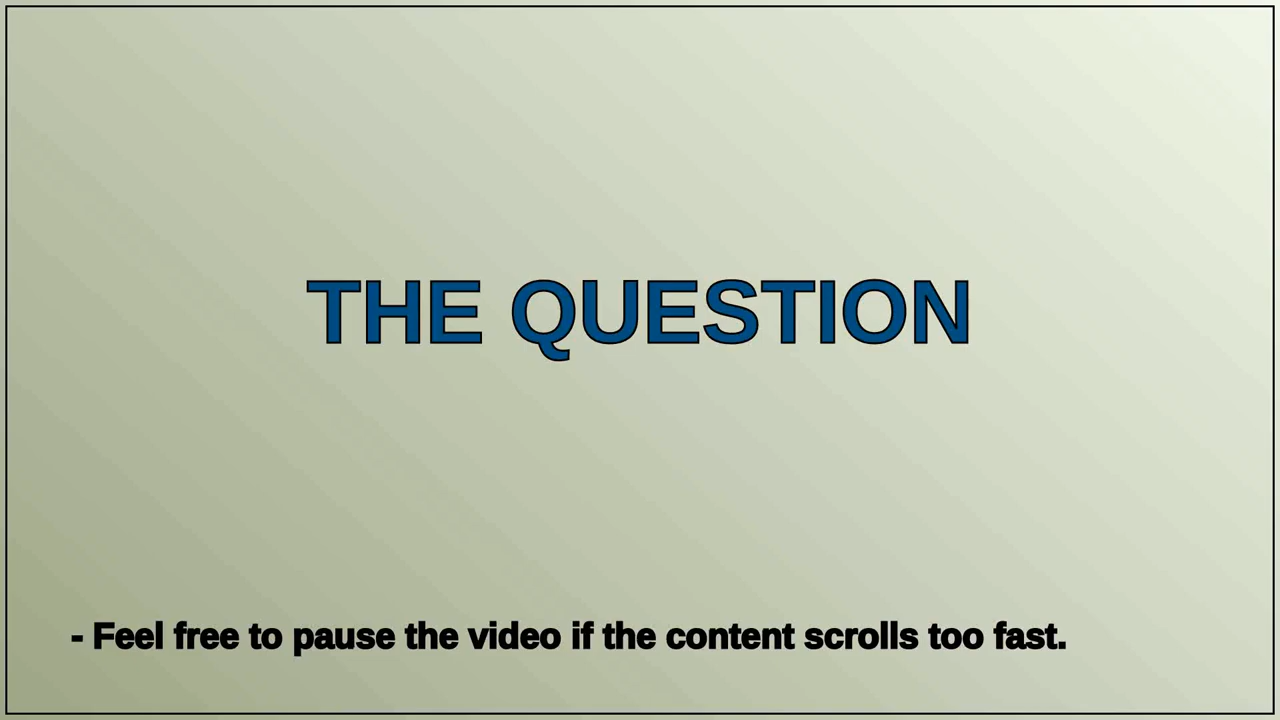 THE QUESTION
- Feel free to pause the video if the content scrolls too fast.